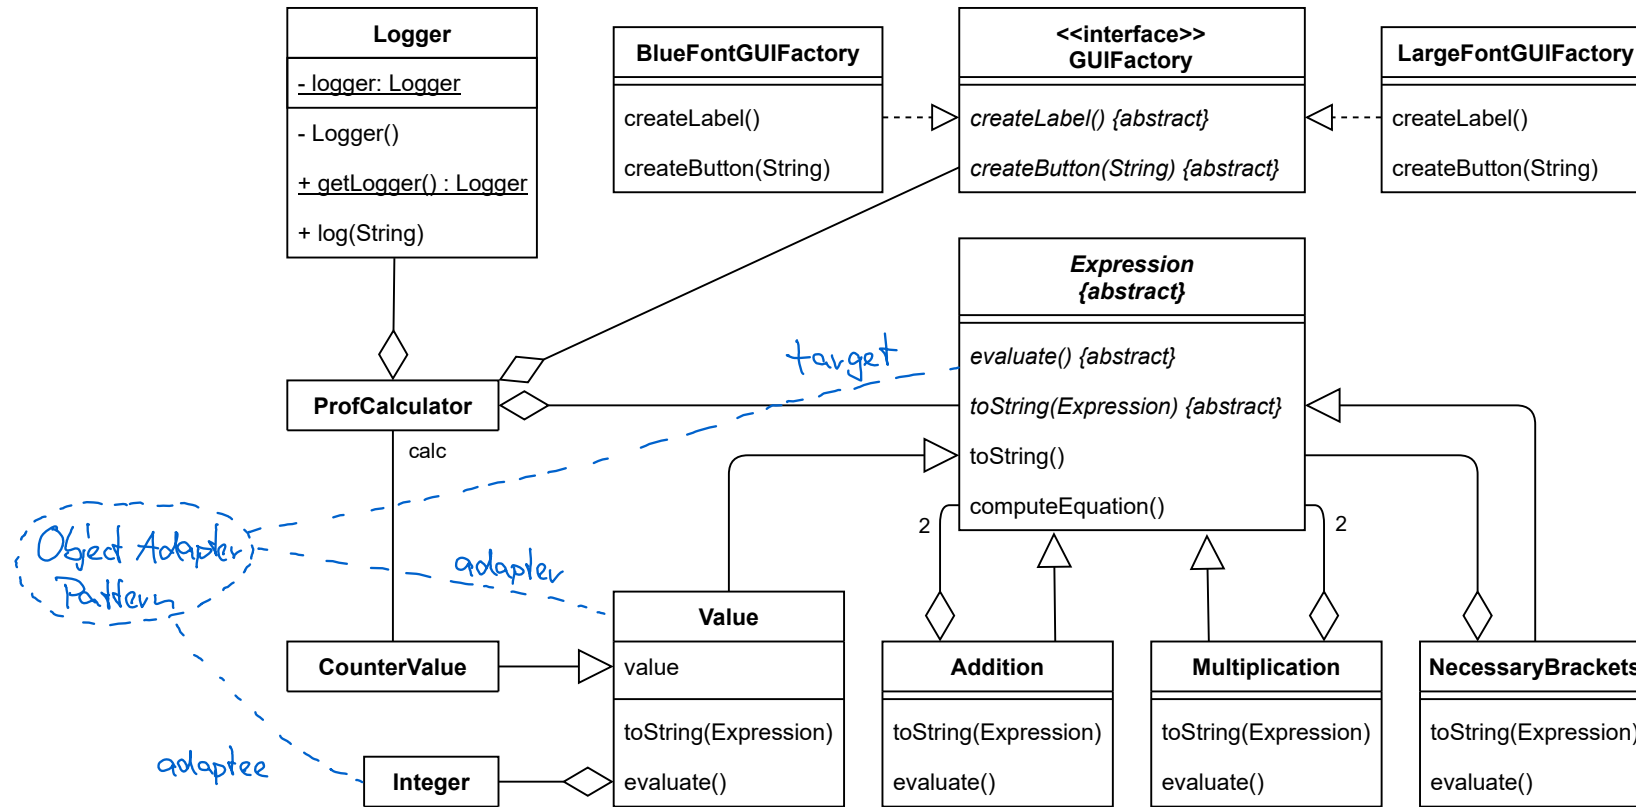 Logger
- logger: Logger
- Logger()
+ getLogger() : Logger
+ log(String)
BlueFontGUIFactory
createLabel()
createButton(String)
<<interface>>
GUIFactory
createLabel() {abstract}
createButton(String) {abstract}
LargeFontGUIFactory
createLabel()
createButton(String)
Expression
{abstract}
evaluate() {abstract}
toString(Expression) {abstract}
toString()
computeEquation()
target
ProfCalculator
calc
2
2
Object Adapter
Pattern
adapter
adaptee
CounterValue
Integer
Value
value
toString(Expression)
evaluate()
Addition
toString(Expression)
evaluate()
Multiplication
toString(Expression)
evaluate()
NecessaryBrackets
toString(Expression)
evaluate()